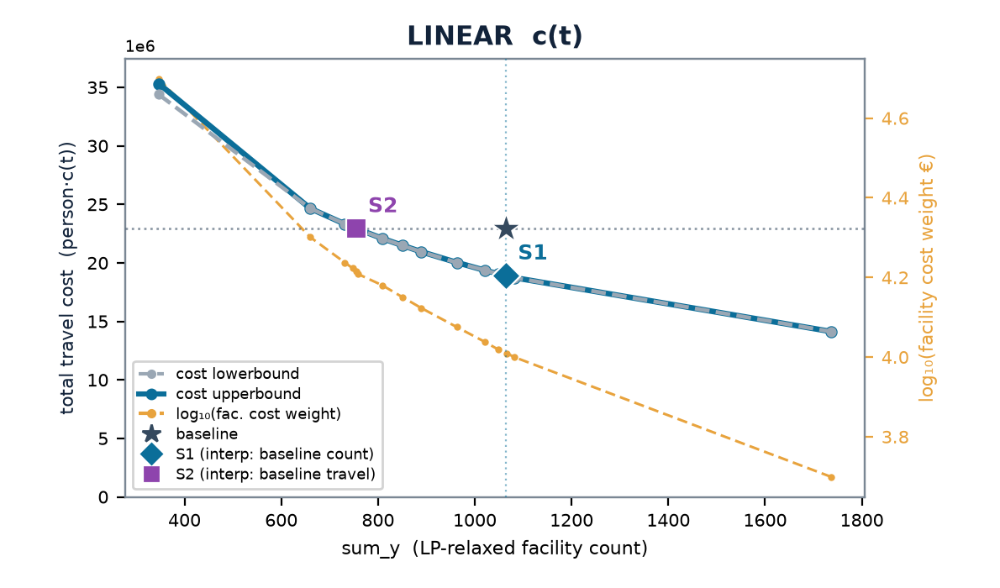 LINEAR c(t)
1e6
35
30
25
20
15
10
5
0
total travel cost (person·c(t))
S2
S1
4.6
4.4
4.2
4.0
3.8
log₁₀(facility cost weight €)
cost lowerbound
cost upperbound
log₁₀(fac. cost weight)
baseline
S1 (interp: baseline count)
S2 (interp: baseline travel)
400 600 800 1000 1200 1400 1600 1800
sum_y (LP-relaxed facility count)